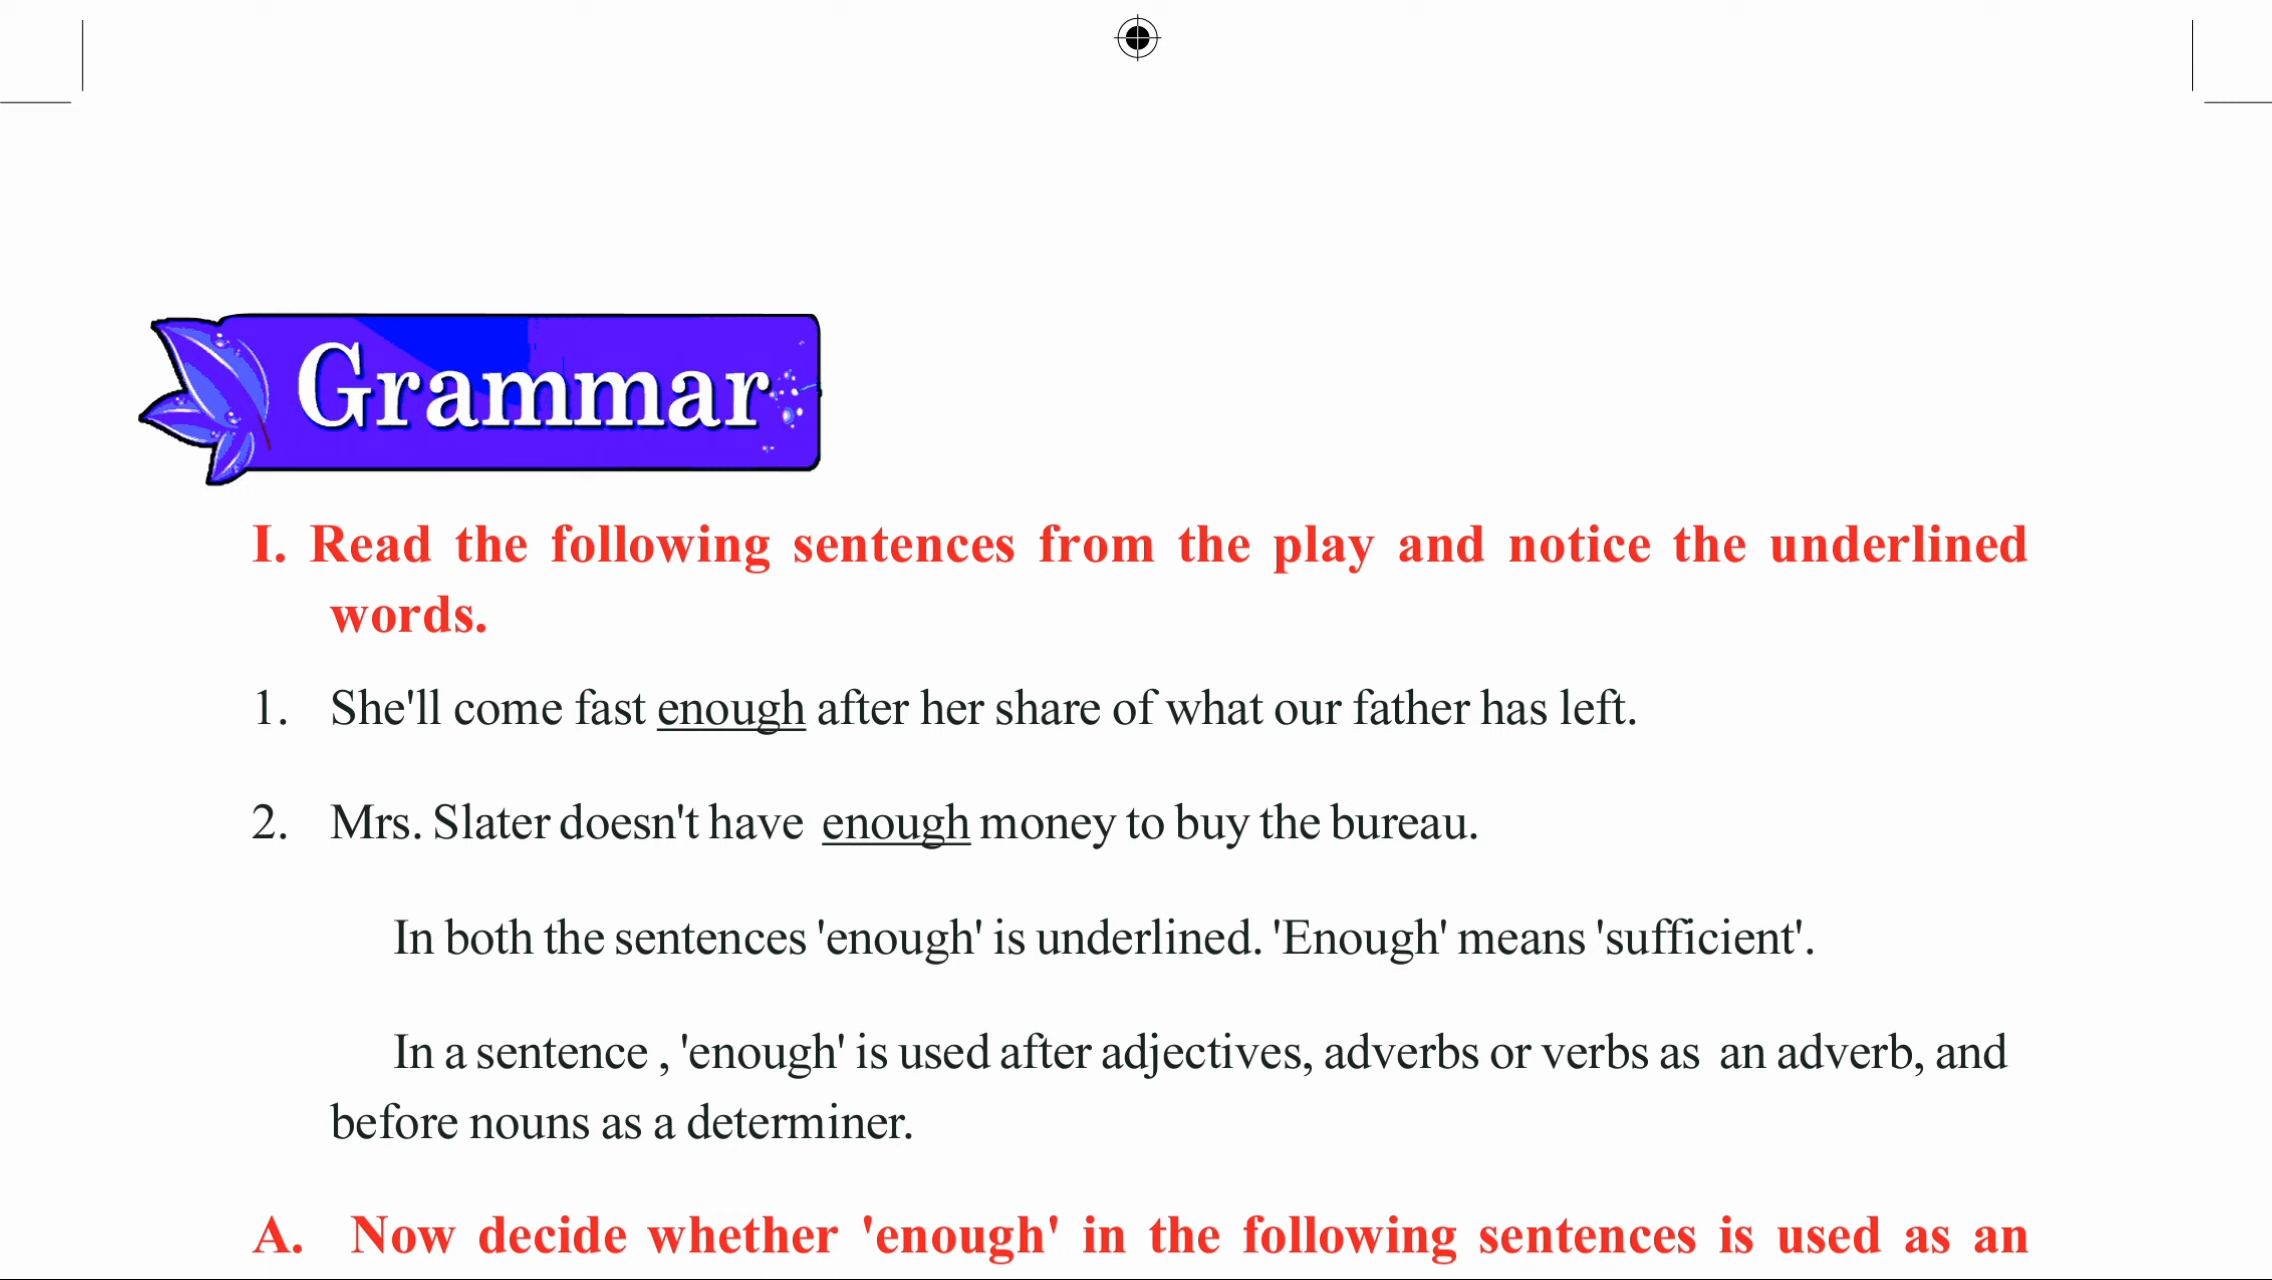 Grammar
I. Read the following sentences from the play and notice the underlined
words.
1. She'll come fast enough after her share of what our father has left.
2. Mrs. Slater doesn't have enough money to buy the bureau.
In both the sentences 'enough' is underlined. 'Enough' means 'sufficient'.
In a sentence , 'enough' is used after adjectives, adverbs or verbs as an adverb, and
before nouns as a determiner.
A. Now decide whether 'enough' in the following sentences is used as an